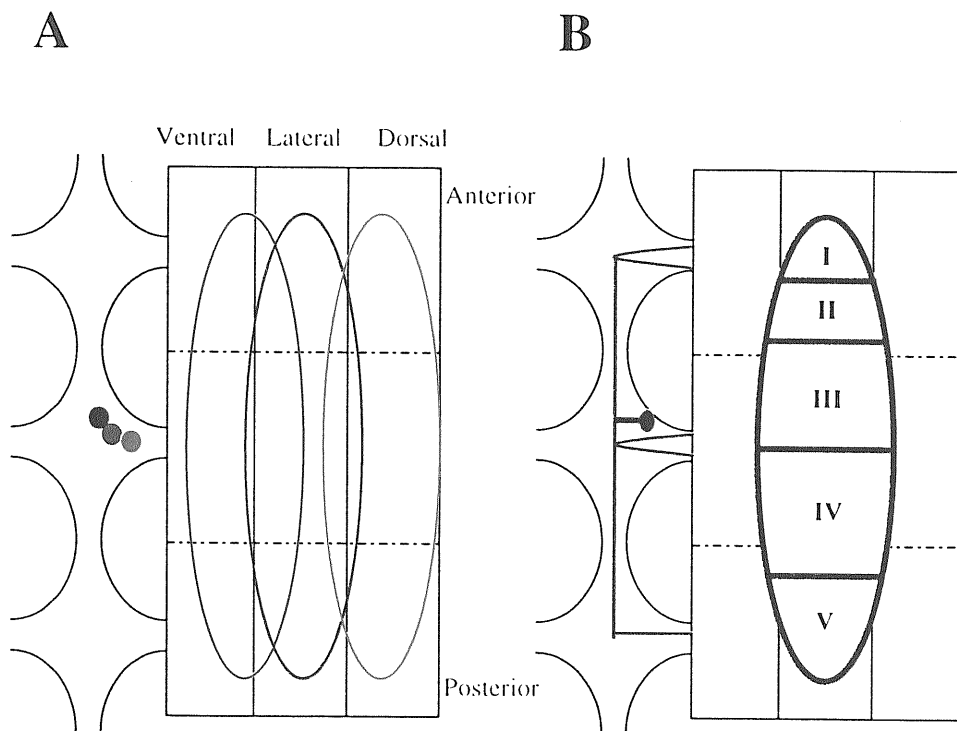 A
B
Ventral Lateral Dorsal
Anterior
Posterior
I
II
III
IV
V